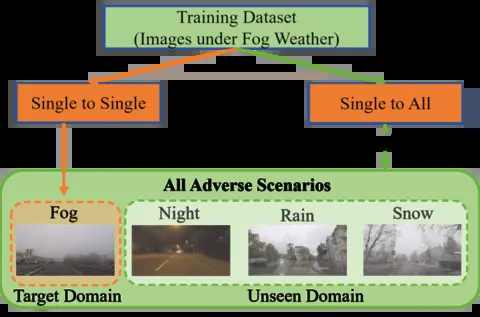 Training Dataset
(Images under Fog Weather)
Single to Single
Single to All
All Adverse Scenarios
Fog
Night
Rain
Snow
Target Domain
Unseen Domain